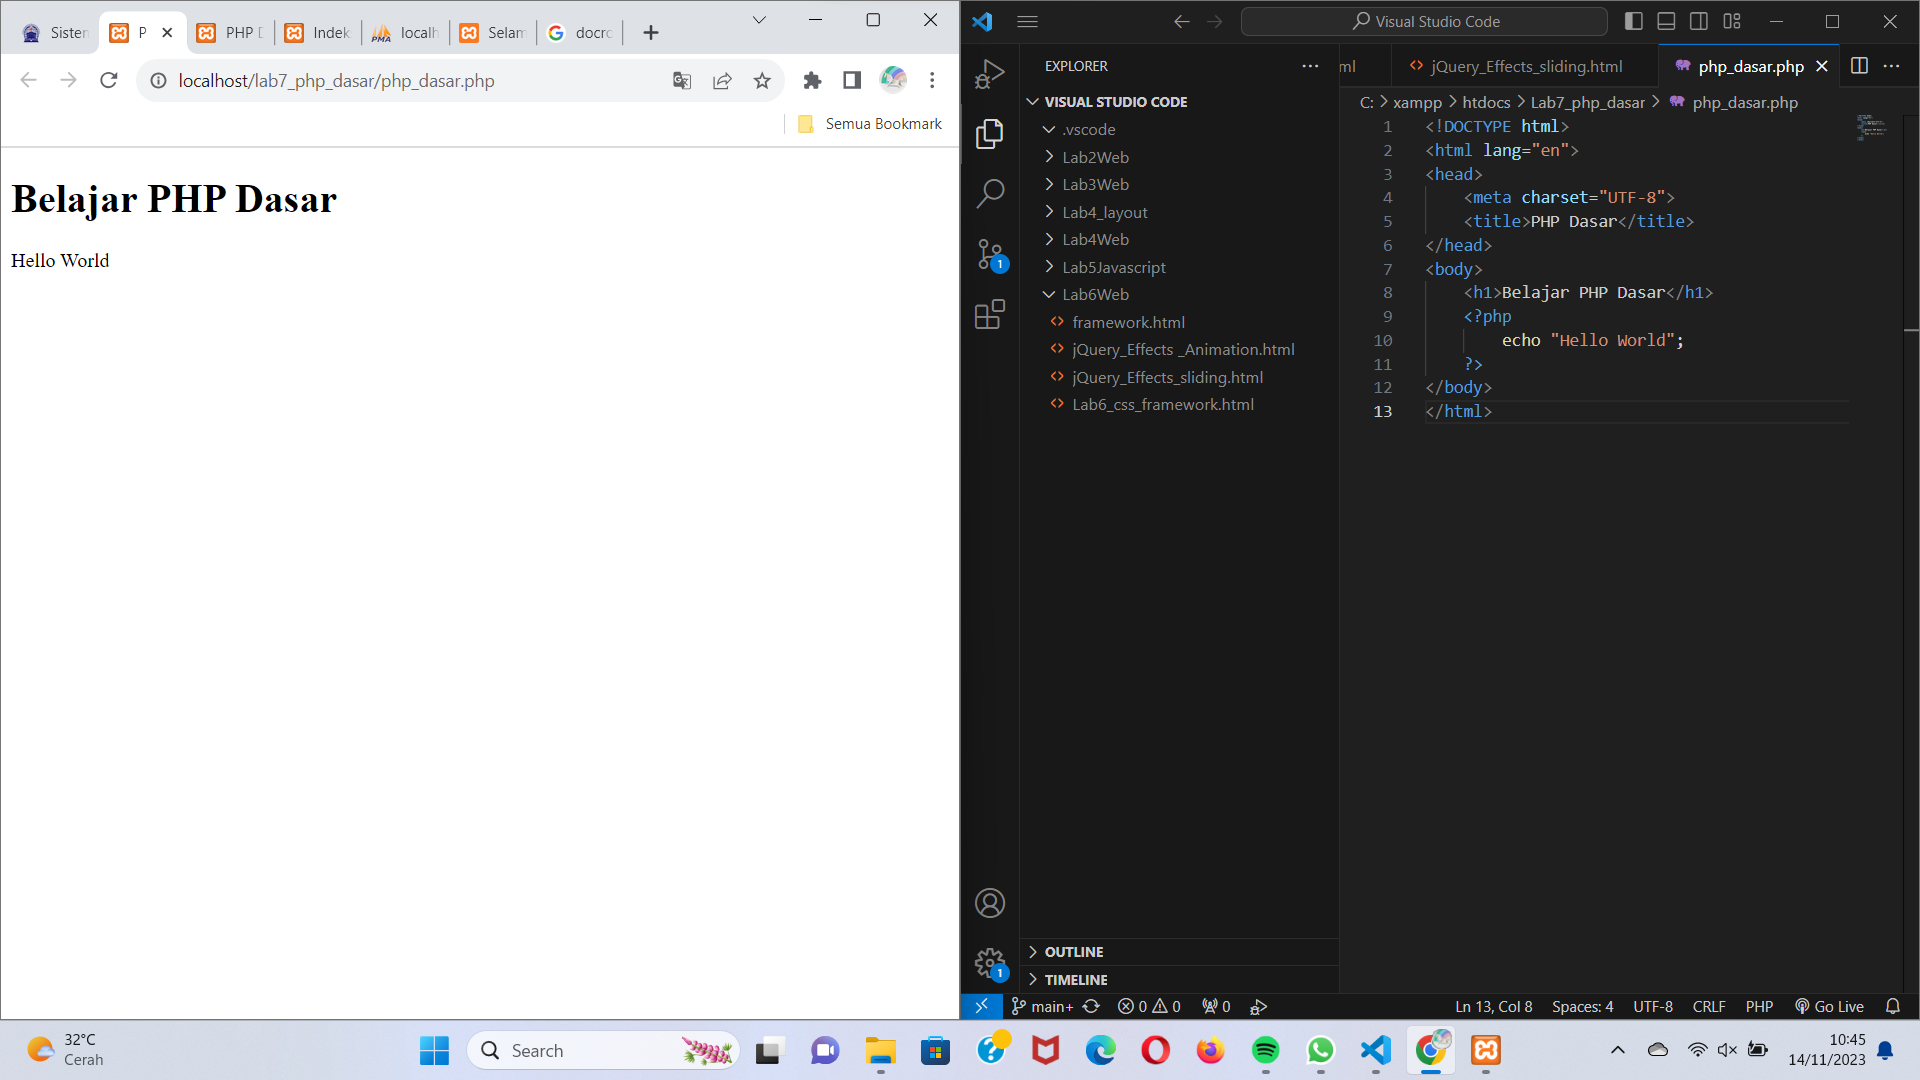 Sister
P
PHP D
Indek
localh
Selam
docro
localhost/lab7_php_dasar/php_dasar.php
Semua Bookmark
Belajar PHP Dasar
Hello World
Visual Studio Code
EXPLORER
ml
jQuery_Effects_sliding.html
php_dasar.php
VISUAL STUDIO CODE
C: > xampp > htdocs > Lab7_php_dasar > php_dasar.php
.vscode
Lab2Web
Lab3Web
Lab4_layout
Lab4Web
Lab5Javascript
Lab6Web
framework.html
jQuery_Effects _Animation.html
jQuery_Effects_sliding.html
Lab6_css_framework.html
1 <!DOCTYPE html>
2 <html lang="en">
3 <head>
4 <meta charset="UTF-8">
5 <title>PHP Dasar</title>
6 </head>
7 <body>
8 <h1>Belajar PHP Dasar</h1>
9 <?php
10 echo "Hello World";
11 ?>
12 </body>
13 </html>
1
1
OUTLINE
TIMELINE
main+ 0 0 0 Ln 13, Col 8 Spaces: 4 UTF-8 CRLF PHP Go Live
32°C
Cerah
Search
10:45
14/11/2023